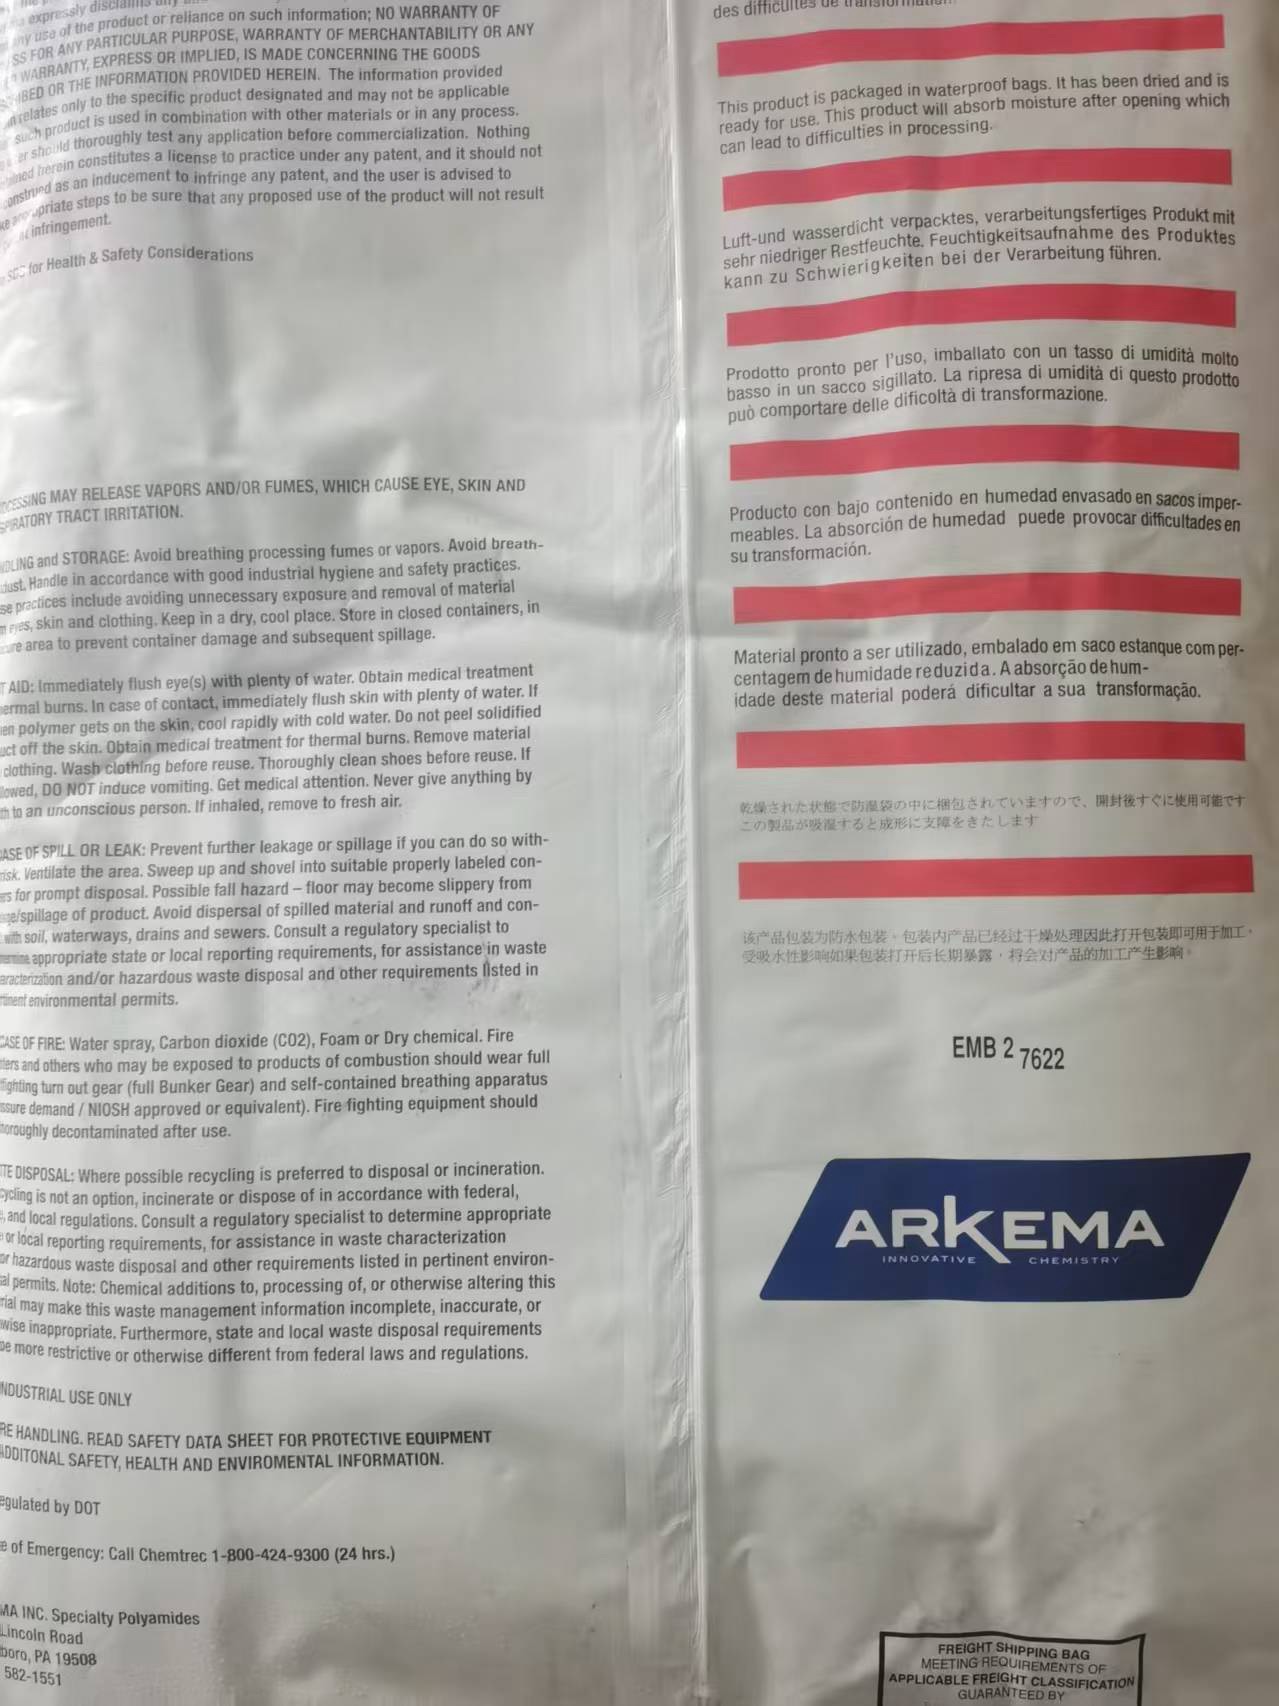 expressly disclaims any
any use of the product or reliance on such information; NO WARRANTY OF
SS FOR ANY PARTICULAR PURPOSE, WARRANTY OF MERCHANTABILITY OR ANY
WARRANTY, EXPRESS OR IMPLIED, IS MADE CONCERNING THE GOODS
IBED OR THE INFORMATION PROVIDED HEREIN. The information provided
relates only to the specific product designated and may not be applicable
such product is used in combination with other materials or in any process.
er should thoroughly test any application before commercialization. Nothing
ained herein constitutes a license to practice under any patent, and it should not
construed as an inducement to infringe any patent, and the user is advised to
priate steps to be sure that any proposed use of the product will not result
infringement.
for Health & Safety Considerations
OCESSING MAY RELEASE VAPORS AND/OR FUMES, WHICH CAUSE EYE, SKIN AND
SPIRATORY TRACT IRRITATION.
NDLING and STORAGE: Avoid breathing processing fumes or vapors. Avoid breath-
dust. Handle in accordance with good industrial hygiene and safety practices.
se practices include avoiding unnecessary exposure and removal of material
m eyes, skin and clothing. Keep in a dry, cool place. Store in closed containers, in
cure area to prevent container damage and subsequent spillage.
T AID: Immediately flush eye(s) with plenty of water. Obtain medical treatment
ermal burns. In case of contact, immediately flush skin with plenty of water. If
en polymer gets on the skin, cool rapidly with cold water. Do not peel solidified
uct off the skin. Obtain medical treatment for thermal burns. Remove material
clothing. Wash clothing before reuse. Thoroughly clean shoes before reuse. If
lowed, DO NOT induce vomiting. Get medical attention. Never give anything by
th to an unconscious person. If inhaled, remove to fresh air.
ASE OF SPILL OR LEAK: Prevent further leakage or spillage if you can do so with-
risk. Ventilate the area. Sweep up and shovel into suitable properly labeled con-
ers for prompt disposal. Possible fall hazard – floor may become slippery from
age/spillage of product. Avoid dispersal of spilled material and runoff and con-
with soil, waterways, drains and sewers. Consult a regulatory specialist to
ermine appropriate state or local reporting requirements, for assistance in waste
aracterization and/or hazardous waste disposal and other requirements listed in
rtinent environmental permits.
CASE OF FIRE: Water spray, Carbon dioxide (CO2), Foam or Dry chemical. Fire
ters and others who may be exposed to products of combustion should wear full
fighting turn out gear (full Bunker Gear) and self-contained breathing apparatus
ssure demand / NIOSH approved or equivalent). Fire fighting equipment should
horoughly decontaminated after use.
TE DISPOSAL: Where possible recycling is preferred to disposal or incineration.
cycling is not an option, incinerate or dispose of in accordance with federal,
, and local regulations. Consult a regulatory specialist to determine appropriate
or local reporting requirements, for assistance in waste characterization
or hazardous waste disposal and other requirements listed in pertinent environ-
al permits. Note: Chemical additions to, processing of, or otherwise altering this
rial may make this waste management information incomplete, inaccurate, or
wise inappropriate. Furthermore, state and local waste disposal requirements
be more restrictive or otherwise different from federal laws and regulations.
INDUSTRIAL USE ONLY
RE HANDLING. READ SAFETY DATA SHEET FOR PROTECTIVE EQUIPMENT
ADDITONAL SAFETY, HEALTH AND ENVIROMENTAL INFORMATION.
egulated by DOT
e of Emergency: Call Chemtrec 1-800-424-9300 (24 hrs.)
MA INC. Specialty Polyamides
Lincoln Road
boro, PA 19508
582-1551
des difficultés de transformation.
This product is packaged in waterproof bags. It has been dried and is
ready for use. This product will absorb moisture after opening which
can lead to difficulties in processing.
Luft-und wasserdicht verpacktes, verarbeitungsfertiges Produkt mit
sehr niedriger Restfeuchte. Feuchtigkeitsaufnahme des Produktes
kann zu Schwierigkeiten bei der Verarbeitung führen.
Prodotto pronto per l'uso, imballato con un tasso di umidità molto
basso in un sacco sigillato. La ripresa di umidità di questo prodotto
può comportare delle dificoltà di transformazione.
Producto con bajo contenido en humedad envasado en sacos imper-
meables. La absorción de humedad puede provocar difficultades en
su transformación.
Material pronto a ser utilizado, embalado em saco estanque com per-
centagem de humidade reduzida. A absorção de hum-
idade deste material poderá dificultar a sua transformação.
乾燥された状態で防湿袋の中に梱包されていますので、開封後すぐに使用可能です
この製品が吸湿すると成形に支障をきたします
该产品包装为防水包装。包装内产品已经过干燥处理因此打开包装即可用于加工。
受吸水性影响如果包装打开后长期暴露，将会对产品的加工产生影响。
EMB 2 7622
ARKEMA
INNOVATIVE CHEMISTRY
FREIGHT SHIPPING BAG
MEETING REQUIREMENTS OF
APPLICABLE FREIGHT CLASSIFICATION
GUARANTEED BY